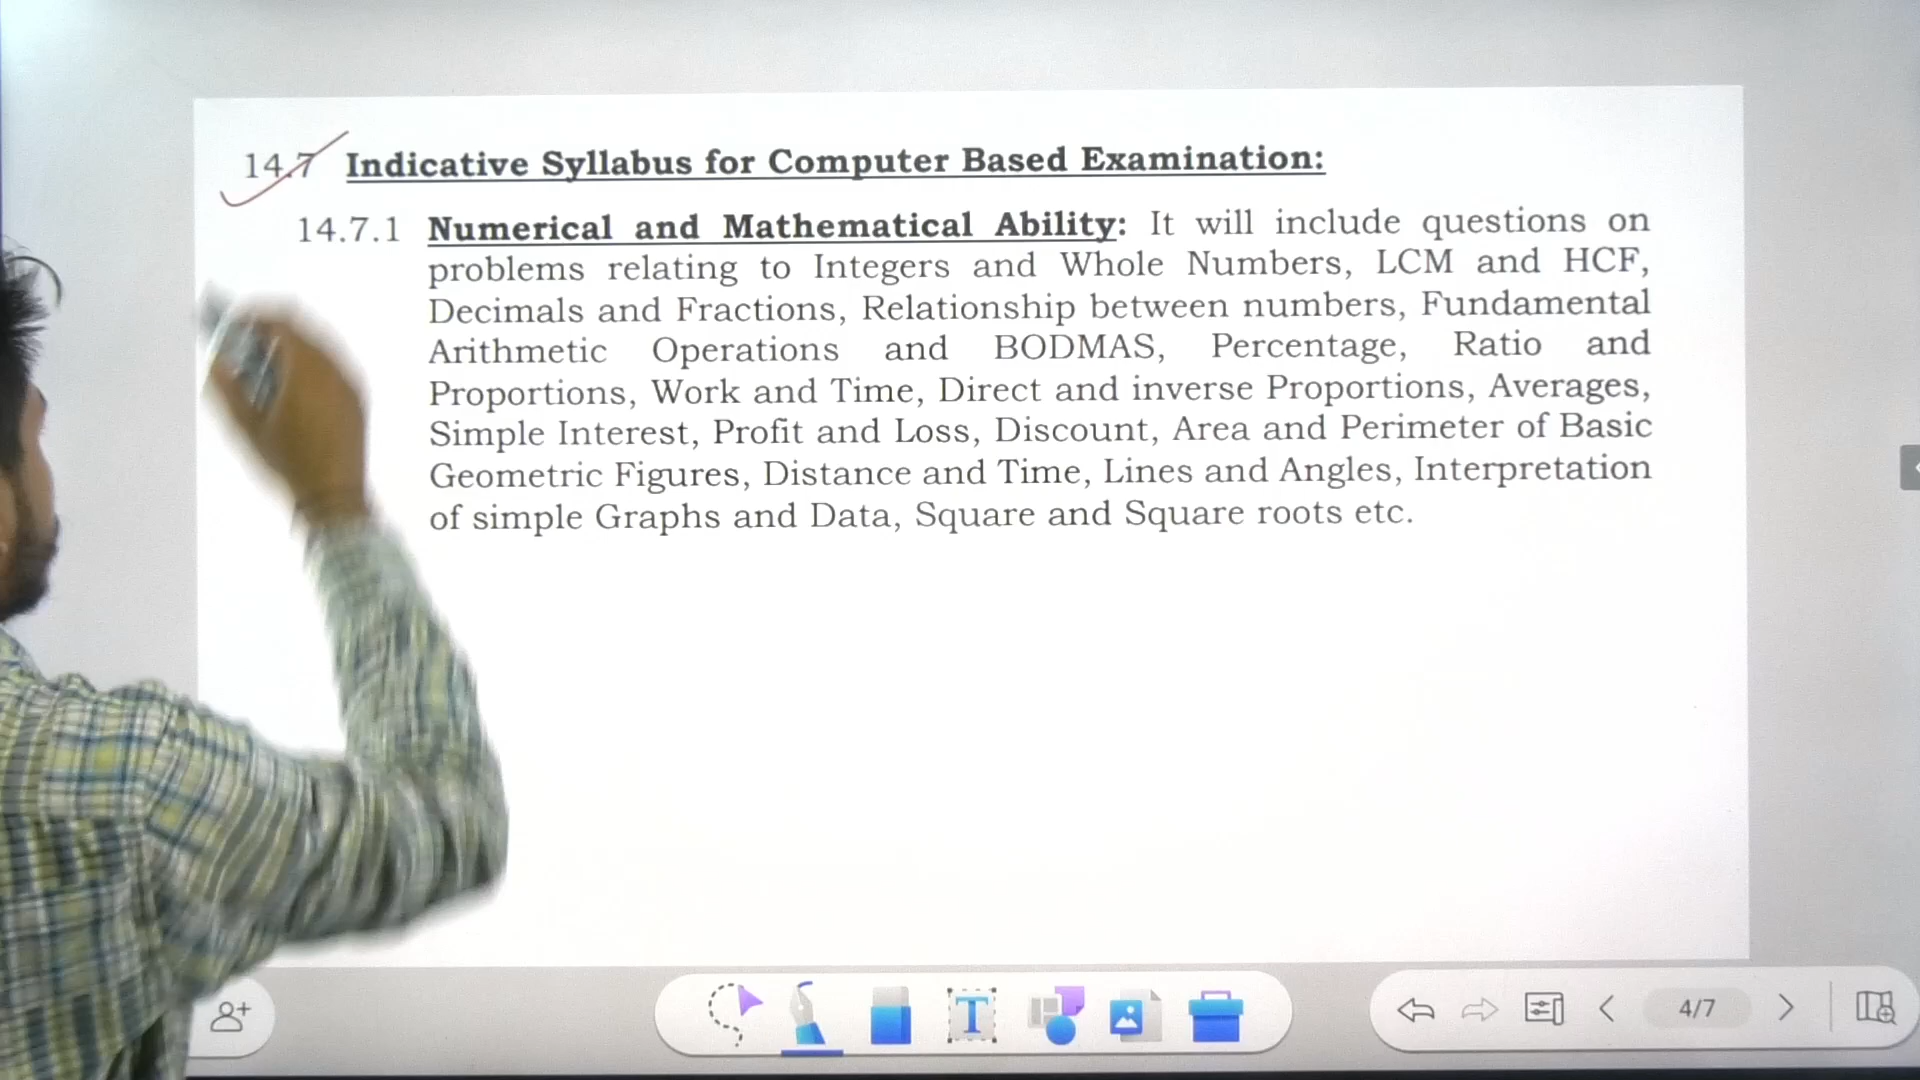 14.7 Indicative Syllabus for Computer Based Examination:
14.7.1 Numerical and Mathematical Ability: It will include questions on
problems relating to Integers and Whole Numbers, LCM and HCF,
Decimals and Fractions, Relationship between numbers, Fundamental
Arithmetic Operations and BODMAS, Percentage, Ratio and
Proportions, Work and Time, Direct and inverse Proportions, Averages,
Simple Interest, Profit and Loss, Discount, Area and Perimeter of Basic
Geometric Figures, Distance and Time, Lines and Angles, Interpretation
of simple Graphs and Data, Square and Square roots etc.
T
4/7